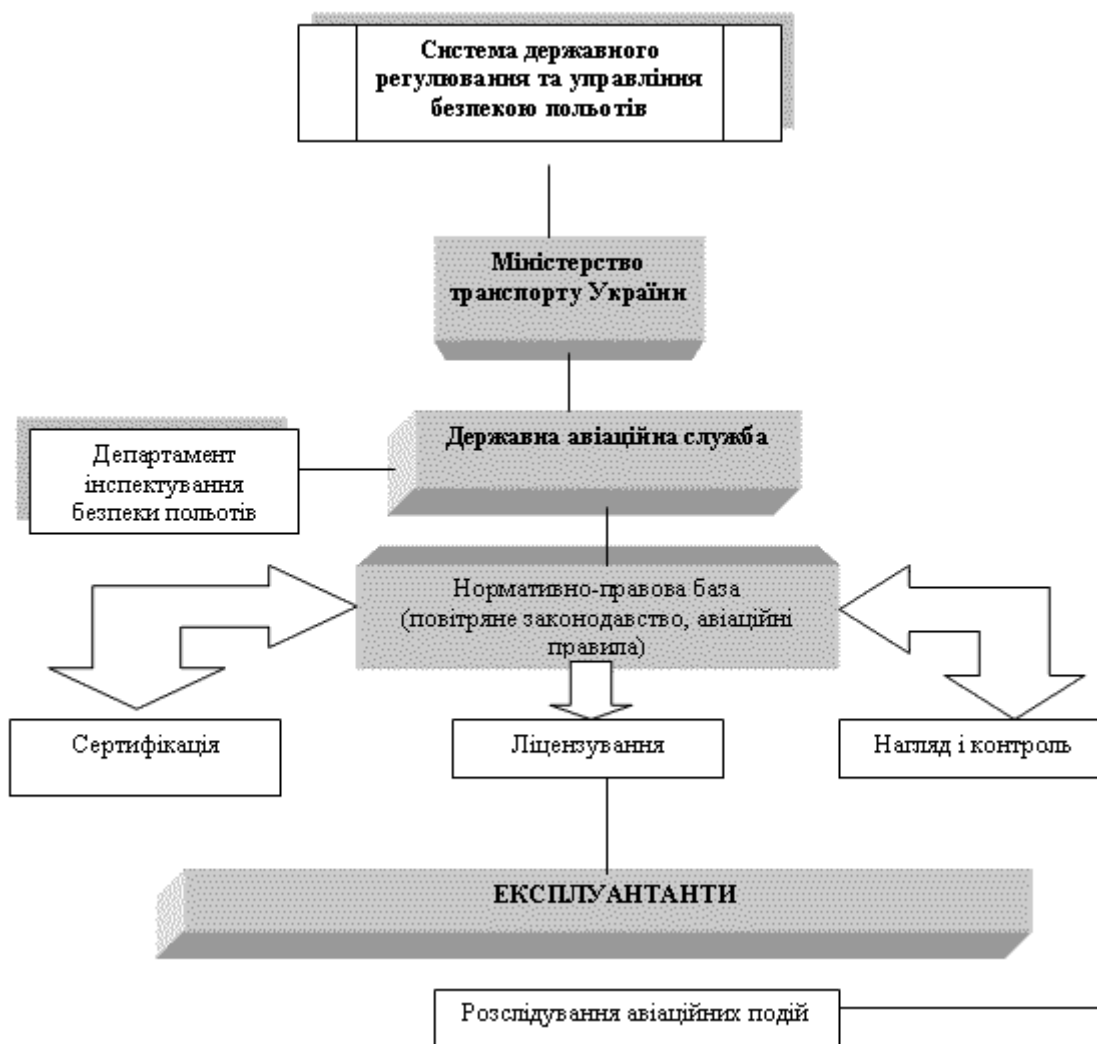 Система державного
регулювання та управління
безпекою польотів
Міністерство
транспорту України
Державна авіаційна служба
Департамент
інспектування
безпеки польотів
Нормативно-правова база
(повітряне законодавство, авіаційні
правила)
Сертифікація
Ліцензування
Нагляд і контроль
ЕКСПЛУАНТАНТИ
Розслідування авіаційних подій